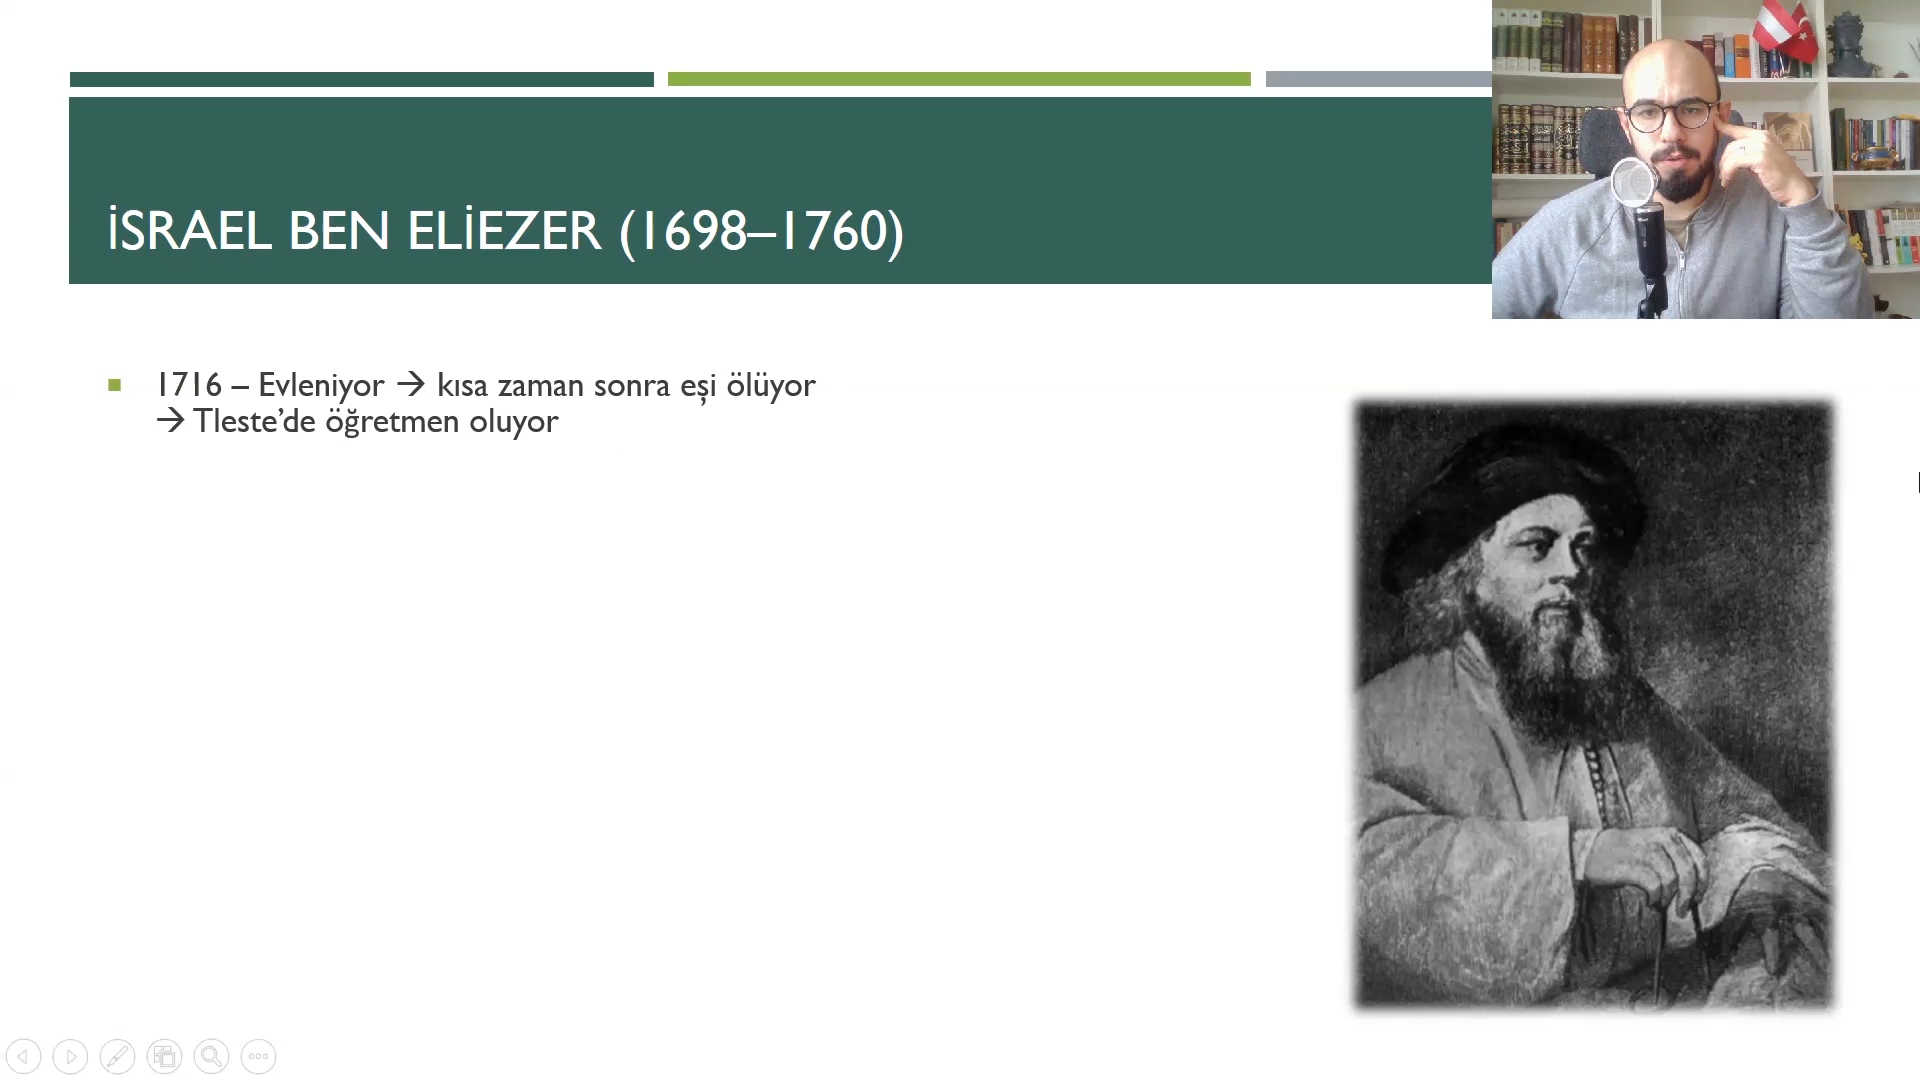 İSRAEL BEN ELİEZER (1698–1760)
1716 – Evleniyor → kısa zaman sonra eşi ölüyor
→ Tleste’de öğretmen oluyor